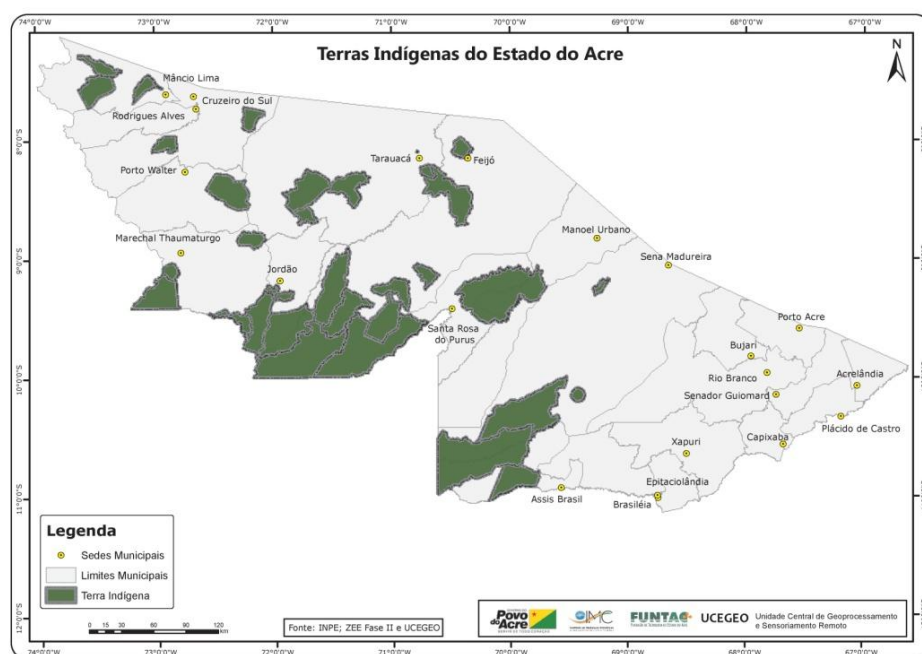 74°0'0"W 73°0'0"W 72°0'0"W 71°0'0"W 70°0'0"W 69°0'0"W 68°0'0"W 67°0'0"W
Terras Indígenas do Estado do Acre
N
Mâncio Lima
Cruzeiro do Sul
Rodrigues Alves
8°0'0"S
Tarauacá
Feijó
Porto Walter
Manoel Urbano
Marechal Thaumaturgo
Sena Madureira
9°0'0"S
Jordão
Santa Rosa
do Purus
Porto Acre
Bujari
Rio Branco
Acrelândia
10°0'0"S
Senador Guiomard
Plácido de Castro
Capixaba
Xapuri
Epitaciolândia
Assis Brasil
Brasiléia
11°0'0"S
Legenda
Sedes Municipais
Limites Municipais
Terra Indígena
12°0'0"S
0 15 30 60 90 120
km
Fonte: INPE; ZEE Fase II e UCEGEO
Povo
do Acre
IMC
FUNTAC
UCEGEO
Unidade Central de Geoprocessamento
e Sensoriamento Remoto
74°0'0"W 73°0'0"W 72°0'0"W 71°0'0"W 70°0'0"W 69°0'0"W 68°0'0"W 67°0'0"W